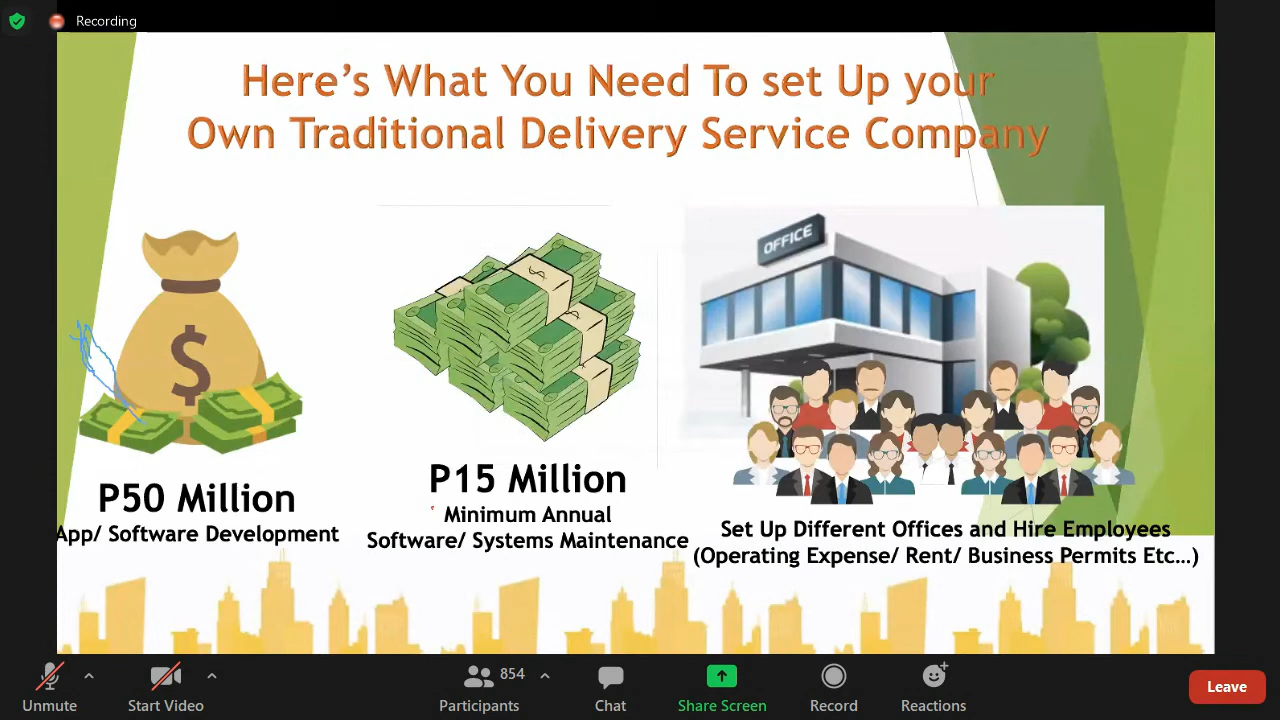 Recording
Here's What You Need To set Up your
Own Traditional Delivery Service Company
OFFICE
$
P50 Million
App/ Software Development
P15 Million
Minimum Annual
Software/ Systems Maintenance
Set Up Different Offices and Hire Employees
(Operating Expense/ Rent/ Business Permits Etc...)
Unmute
Start Video
Participants
854
Chat
Share Screen
Record
Reactions
Leave